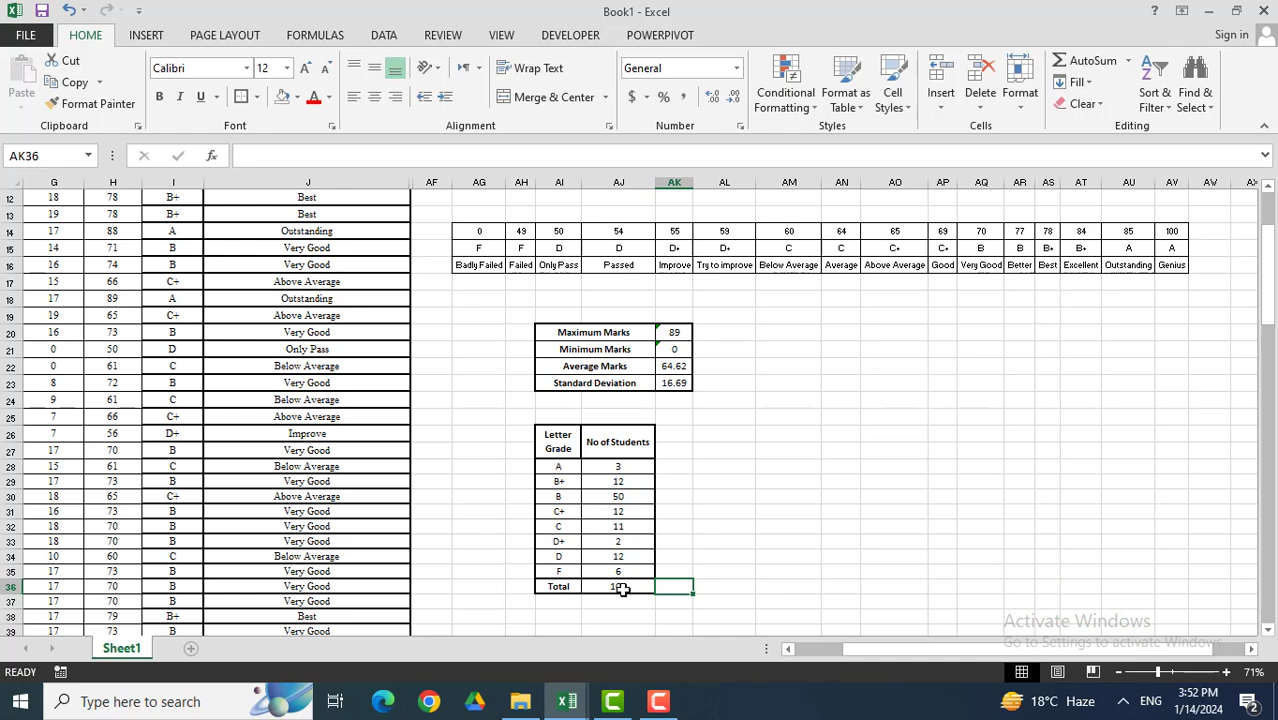 Book1 - Excel
FILE HOME INSERT PAGE LAYOUT FORMULAS DATA REVIEW VIEW DEVELOPER POWERPIVOT Sign in
Cut
Copy
Format Painter
Paste
Clipboard
Calibri 12
B I U
Font
Wrap Text
Merge & Center
Alignment
General
$ % ,
Number
Conditional Formatting
Format as Table
Cell Styles
Styles
Insert
Delete
Format
Cells
AutoSum
Fill
Clear
Sort & Filter
Find & Select
Editing
AK36 fx
G H I J AF AG AH AI AJ AK AL AM AN AO AP AQ AR AS AT AU AV AW AX
12 18 78 B+ Best
13 19 78 B+ Best
14 17 88 A Outstanding 0 49 50 54 55 59 60 64 65 69 70 77 78 84 85 100
15 14 71 B Very Good F F D D D+ D+ C C C+ C+ B B B+ B+ A A
16 16 74 B Very Good Badly Failed Failed Only Pass Passed Improve Try to improve Below Average Average Above Average Good Very Good Better Best Excellent Outstanding Genius
17 15 66 C+ Above Average
18 17 89 A Outstanding
19 19 65 C+ Above Average
20 16 73 B Very Good Maximum Marks 89
21 0 50 D Only Pass Minimum Marks 0
22 0 61 C Below Average Average Marks 64.62
23 8 72 B Very Good Standard Deviation 16.69
24 9 61 C Below Average
25 7 66 C+ Above Average
26 7 56 D+ Improve Letter Grade No of Students
27 17 70 B Very Good
28 15 61 C Below Average A 3
29 17 73 B Very Good B+ 12
30 18 65 C+ Above Average B 50
31 16 73 B Very Good C+ 12
32 18 70 B Very Good C 11
33 18 70 B Very Good D+ 2
34 10 60 C Below Average D 12
35 17 73 B Very Good F 6
36 17 70 B Very Good Total
37 17 70 B Very Good
38 17 79 B+ Best
39 17 73 B Very Good
Activate Windows
Go to Settings to activate Windows.
Sheet1
READY 71%
Type here to search
18°C Haze
ENG
3:52 PM
1/14/2024
2